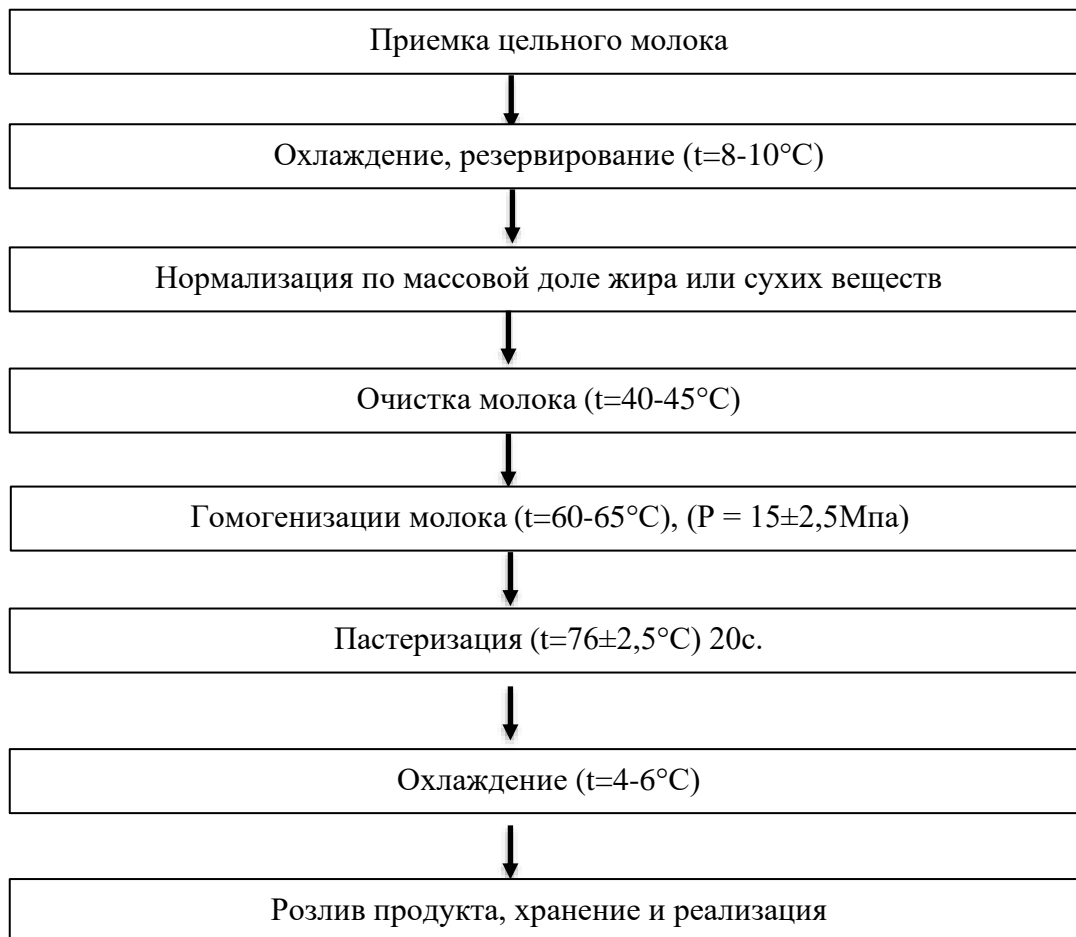 Приемка цельного молока
Охлаждение, резервирование (t=8-10°C)
Нормализация по массовой доле жира или сухих веществ
Очистка молока (t=40-45°C)
Гомогенизации молока (t=60-65°C), (P = 15±2,5Мпа)
Пастеризация (t=76±2,5°C) 20с.
Охлаждение (t=4-6°C)
Розлив продукта, хранение и реализация